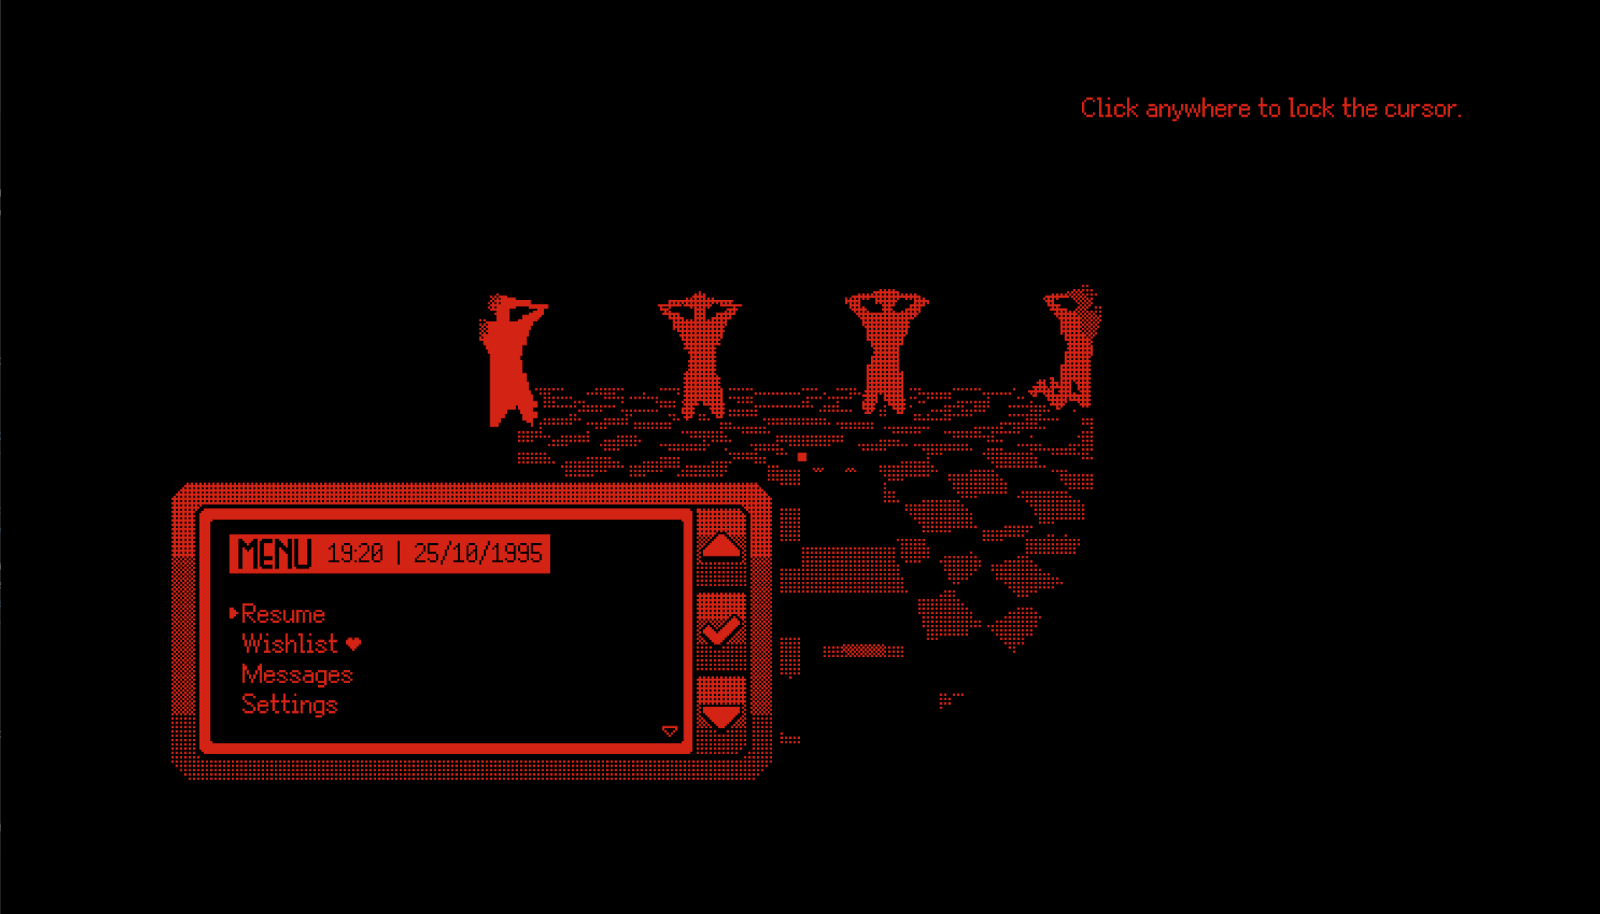 Click anywhere to lock the cursor.
MENU 19:20 | 25/10/1995
Resume
Wishlist ♥
Messages
Settings